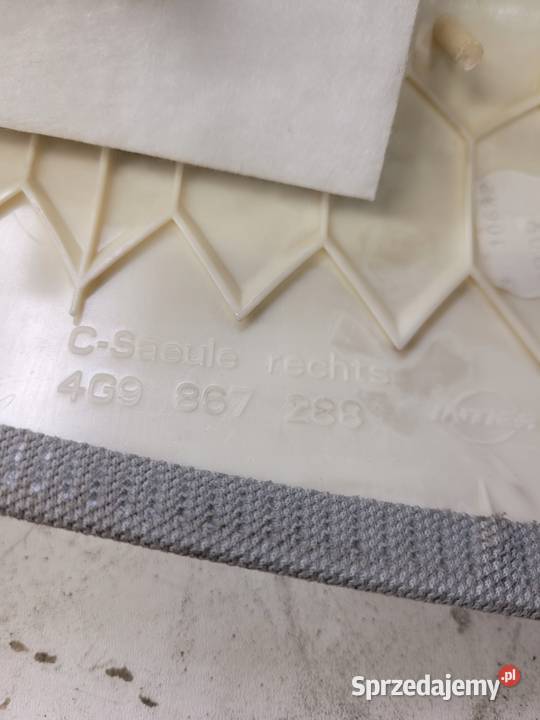 C-Saeule rechts
4G9 867 288
Sprzedajemy.pl